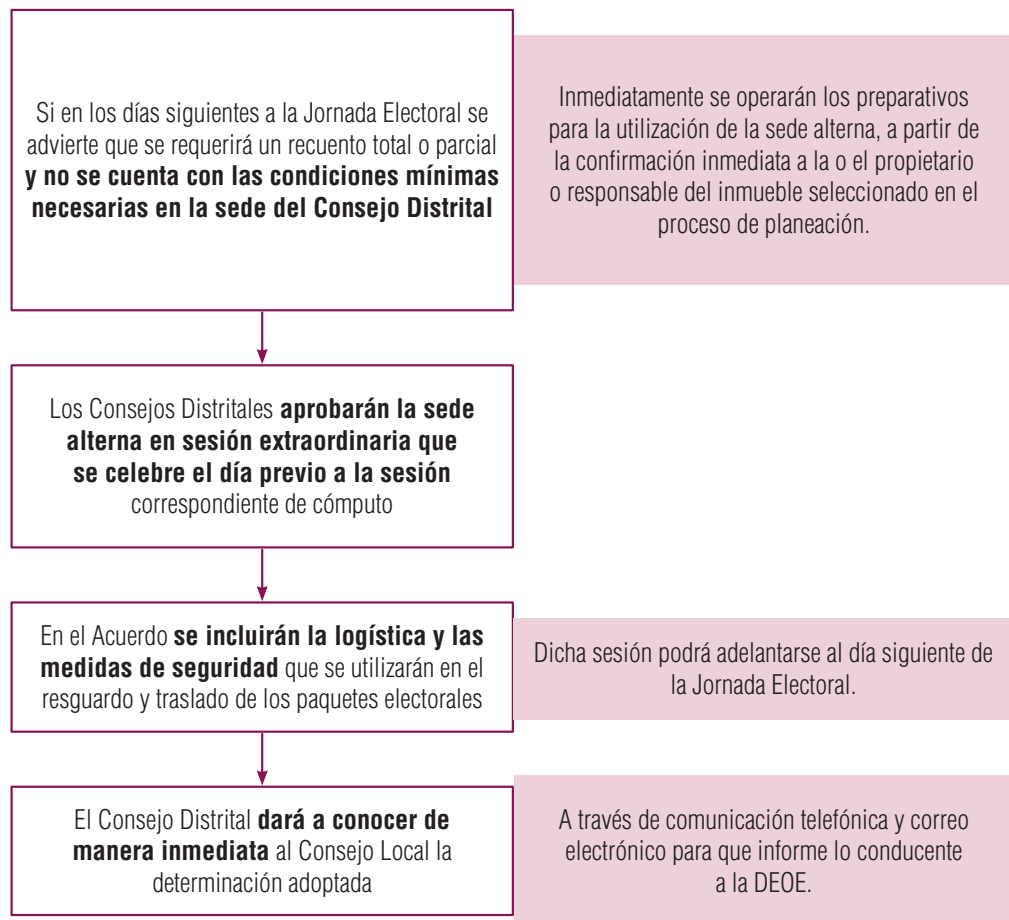 Si en los días siguientes a la Jornada Electoral se
advierte que se requerirá un recuento total o parcial
y no se cuenta con las condiciones mínimas
necesarias en la sede del Consejo Distrital
Inmediatamente se operarán los preparativos
para la utilización de la sede alterna, a partir de
la confirmación inmediata a la o el propietario
o responsable del inmueble seleccionado en el
proceso de planeación.
Los Consejos Distritales aprobarán la sede
alterna en sesión extraordinaria que
se celebre el día previo a la sesión
correspondiente de cómputo
En el Acuerdo se incluirán la logística y las
medidas de seguridad que se utilizarán en el
resguardo y traslado de los paquetes electorales
Dicha sesión podrá adelantarse al día siguiente de
la Jornada Electoral.
El Consejo Distrital dará a conocer de
manera inmediata al Consejo Local la
determinación adoptada
A través de comunicación telefónica y correo
electrónico para que informe lo conducente
a la DEOE.